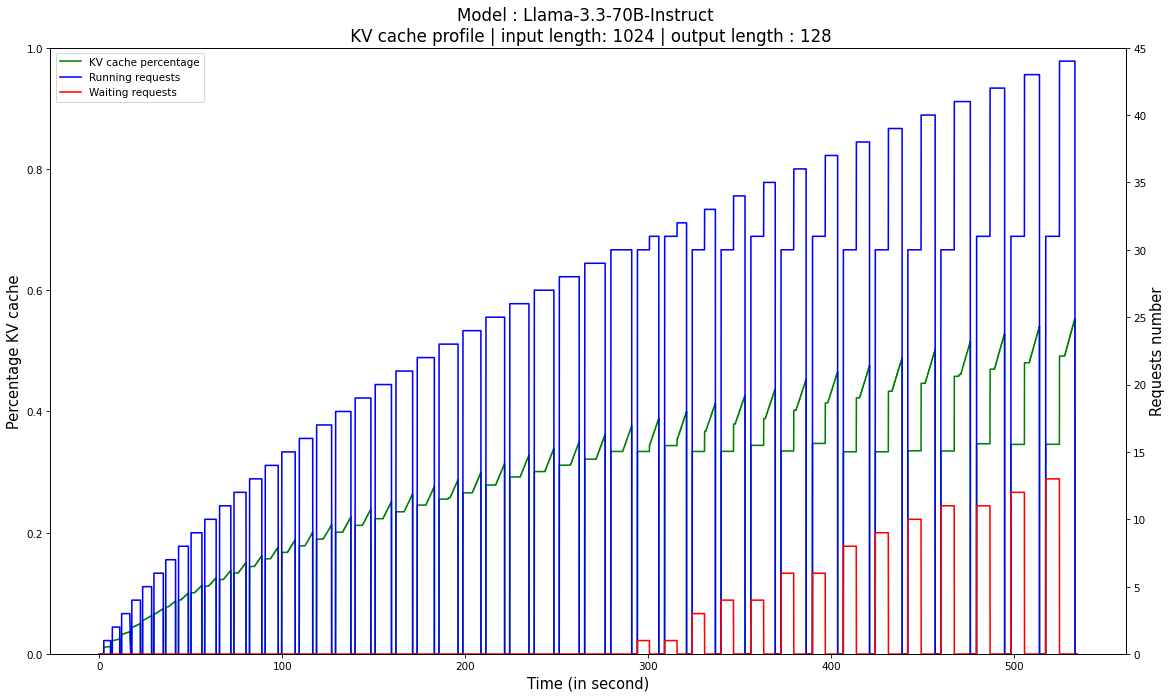 Model : Llama-3.3-70B-Instruct
KV cache profile | input length: 1024 | output length : 128
KV cache percentage
Running requests
Waiting requests
Percentage KV cache
1.0
0.8
0.6
0.4
0.2
0.0
45
40
35
30
25
20
15
10
5
0
Requests number
0 100 200 300 400 500
Time (in second)